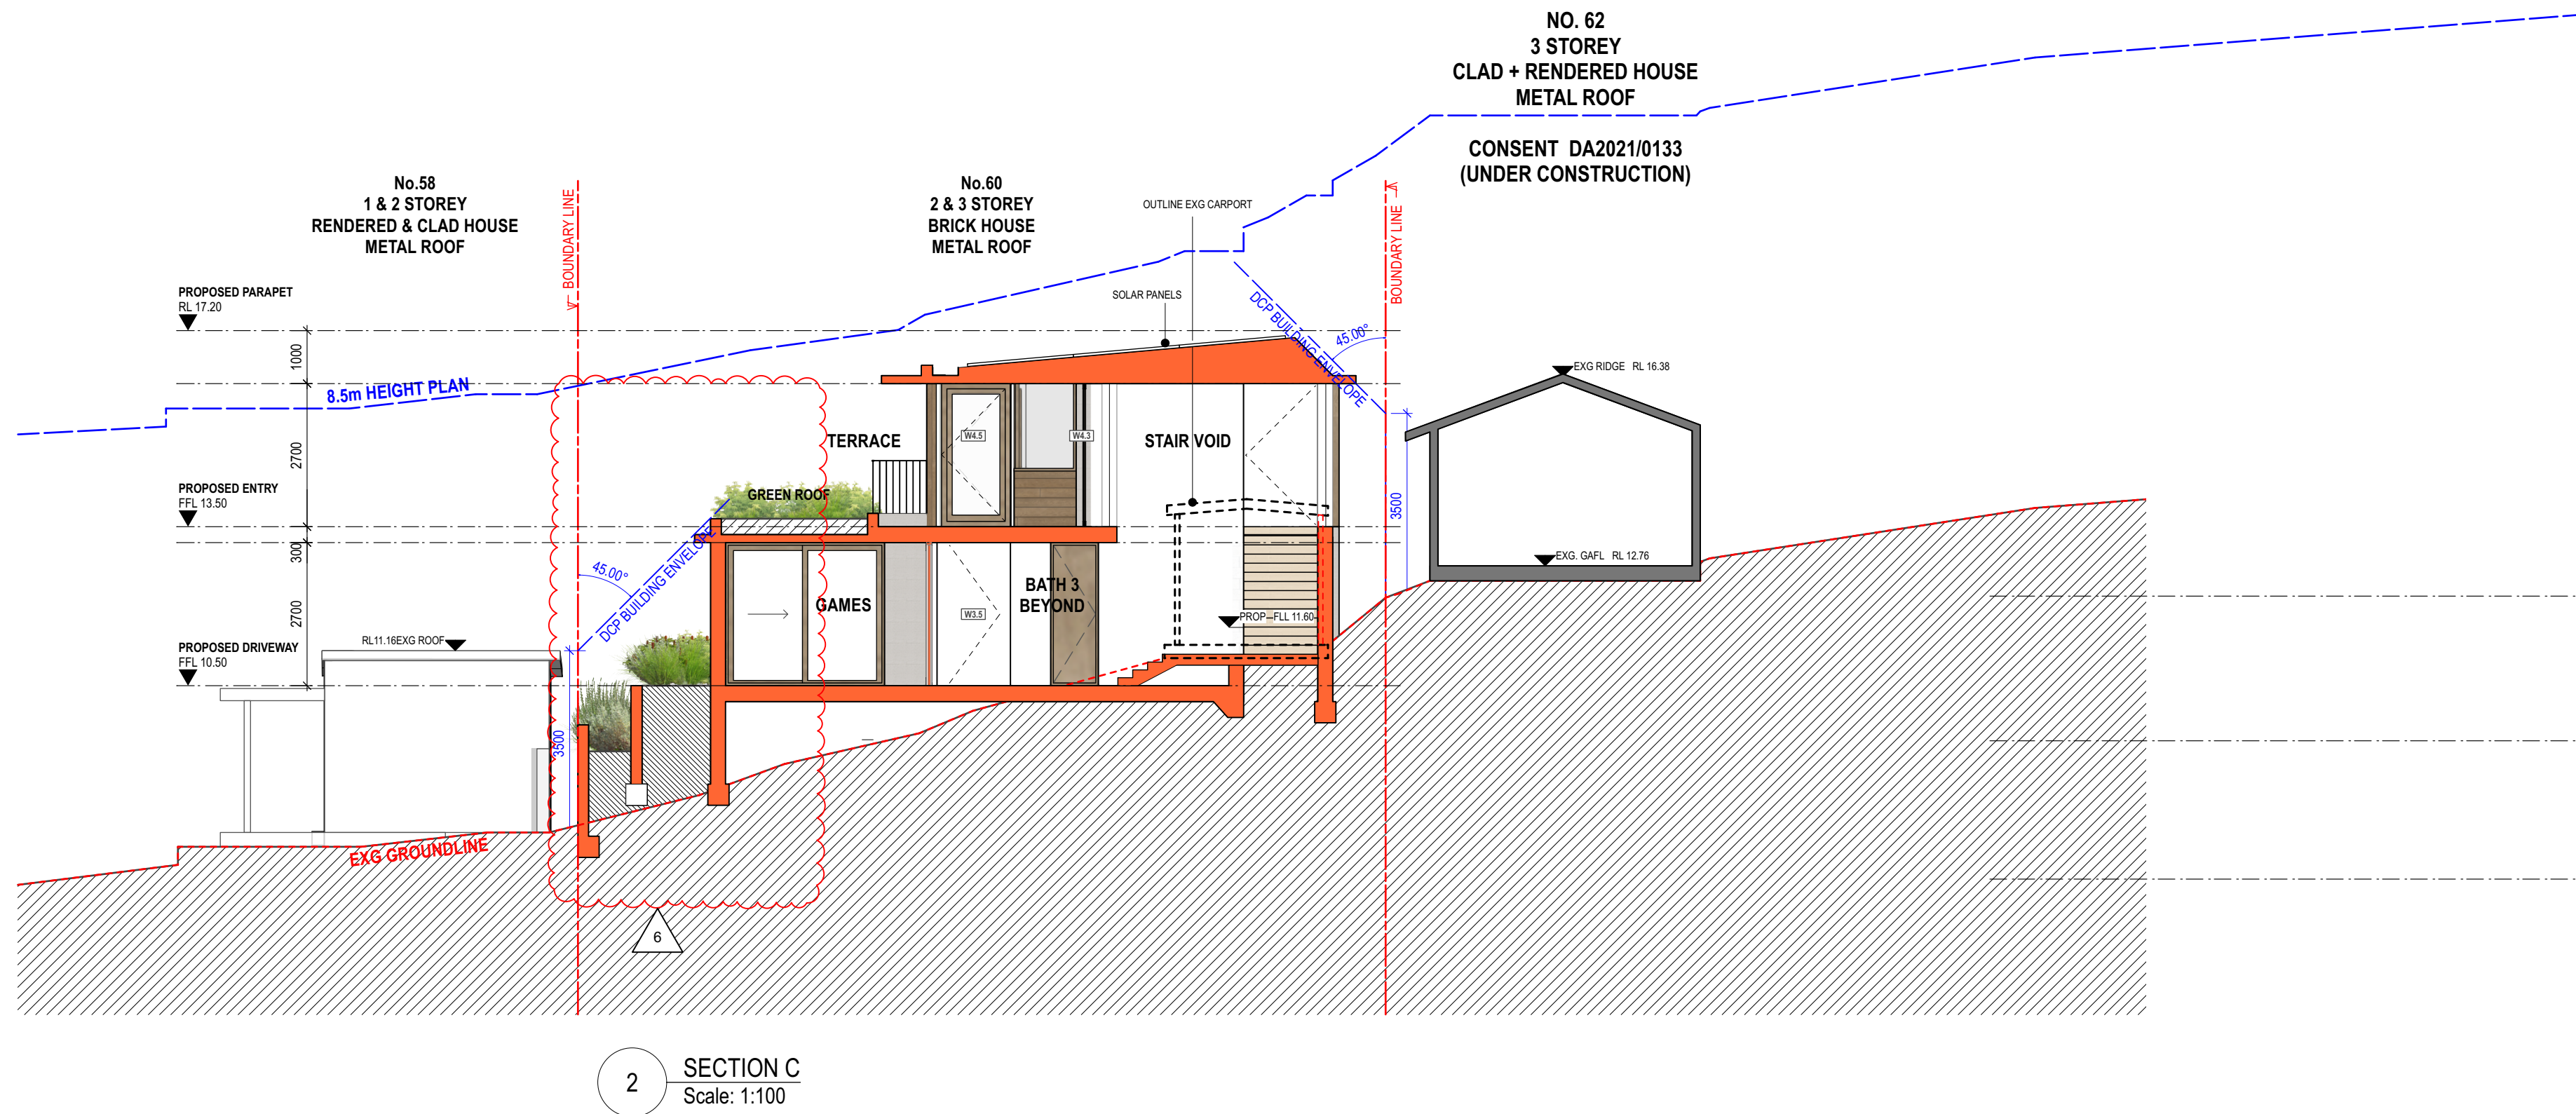 NO. 62
3 STOREY
CLAD + RENDERED HOUSE
METAL ROOF
CONSENT DA2021/0133
(UNDER CONSTRUCTION)
No.58
1 & 2 STOREY
RENDERED & CLAD HOUSE
METAL ROOF
BOUNDARY LINE
No.60
2 & 3 STOREY
BRICK HOUSE
METAL ROOF
OUTLINE EXG CARPORT
BOUNDARY LINE
SOLAR PANELS
DCP BUILDING ENVELOPE
45.00°
PROPOSED PARAPET
RL 17.20
1000
8.5m HEIGHT PLAN
EXG RIDGE RL 16.38
2700
TERRACE
W4.5
W4.3
STAIR VOID
PROPOSED ENTRY
FFL 13.50
GREEN ROOF
3500
300
EXG. GAFL RL 12.76
45.00°
DCP BUILDING ENVELOPE
2700
GAMES
W3.5
BATH 3
BEYOND
PROP FLL 11.60
RL11.16EXG ROOF
PROPOSED DRIVEWAY
FFL 10.50
3500
EXG GROUNDLINE
6
2
SECTION C
Scale: 1:100